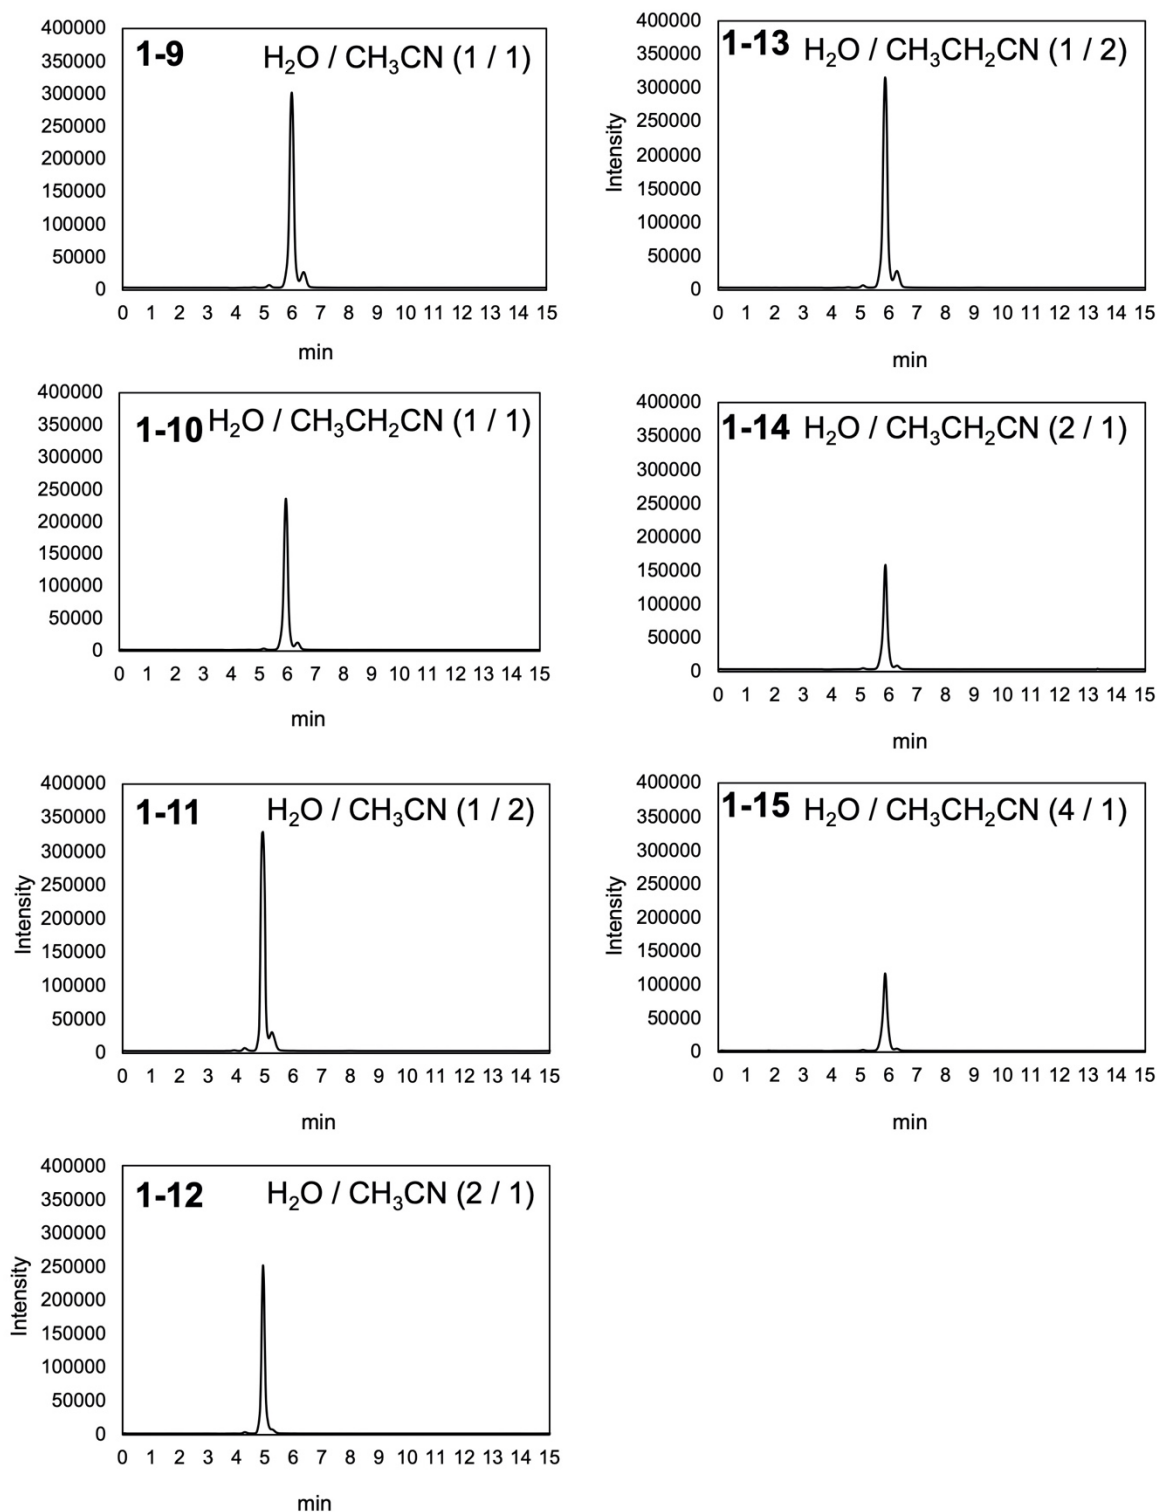 1-9 H₂O / CH₃CN (1 / 1)
400000
350000
300000
250000
200000
150000
100000
50000
0
0 1 2 3 4 5 6 7 8 9 10 11 12 13 14 15
min
1-10 H₂O / CH₃CH₂CN (1 / 1)
400000
350000
300000
250000
200000
150000
100000
50000
0
0 1 2 3 4 5 6 7 8 9 10 11 12 13 14 15
min
1-11 H₂O / CH₃CN (1 / 2)
400000
350000
300000
250000
200000
150000
100000
50000
0
Intensity
0 1 2 3 4 5 6 7 8 9 10 11 12 13 14 15
min
1-12 H₂O / CH₃CN (2 / 1)
400000
350000
300000
250000
200000
150000
100000
50000
0
Intensity
0 1 2 3 4 5 6 7 8 9 10 11 12 13 14 15
min
1-13 H₂O / CH₃CH₂CN (1 / 2)
400000
350000
300000
250000
200000
150000
100000
50000
0
Intensity
0 1 2 3 4 5 6 7 8 9 10 11 12 13 14 15
min
1-14 H₂O / CH₃CH₂CN (2 / 1)
400000
350000
300000
250000
200000
150000
100000
50000
0
0 1 2 3 4 5 6 7 8 9 10 11 12 13 14 15
min
1-15 H₂O / CH₃CH₂CN (4 / 1)
400000
350000
300000
250000
200000
150000
100000
50000
0
Intensity
0 1 2 3 4 5 6 7 8 9 10 11 12 13 14 15
min